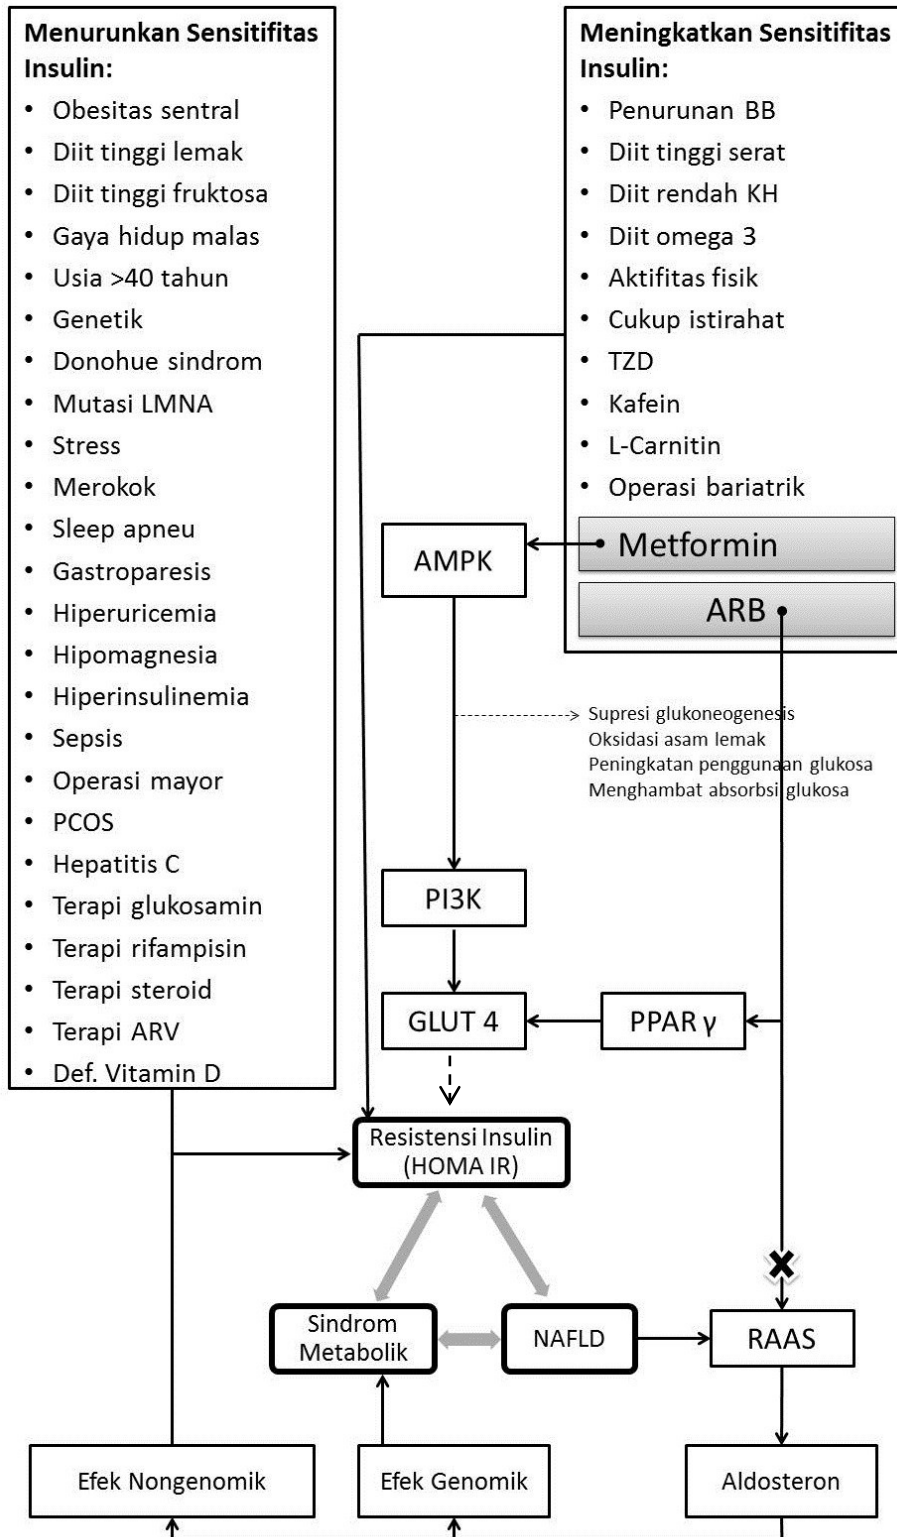 Menurunkan Sensitifitas
Insulin:
• Obesitas sentral
• Diit tinggi lemak
• Diit tinggi fruktosa
• Gaya hidup malas
• Usia >40 tahun
• Genetik
• Donohue sindrom
• Mutasi LMNA
• Stress
• Merokok
• Sleep apneu
• Gastroparesis
• Hiperuricemia
• Hipomagnesia
• Hiperinsulinemia
• Sepsis
• Operasi mayor
• PCOS
• Hepatitis C
• Terapi glukosamin
• Terapi rifampisin
• Terapi steroid
• Terapi ARV
• Def. Vitamin D
Meningkatkan Sensitifitas
Insulin:
• Penurunan BB
• Diit tinggi serat
• Diit rendah KH
• Diit omega 3
• Aktifitas fisik
• Cukup istirahat
• TZD
• Kafein
• L-Carnitin
• Operasi bariatrik
Metformin
ARB
AMPK
Supresi glukoneogenesis
Oksidasi asam lemak
Peningkatan penggunaan glukosa
Menghambat absorbsi glukosa
PI3K
GLUT 4
PPAR γ
Resistensi Insulin
(HOMA IR)
Sindrom
Metabolik
NAFLD
RAAS
Efek Nongenomik
Efek Genomik
Aldosteron